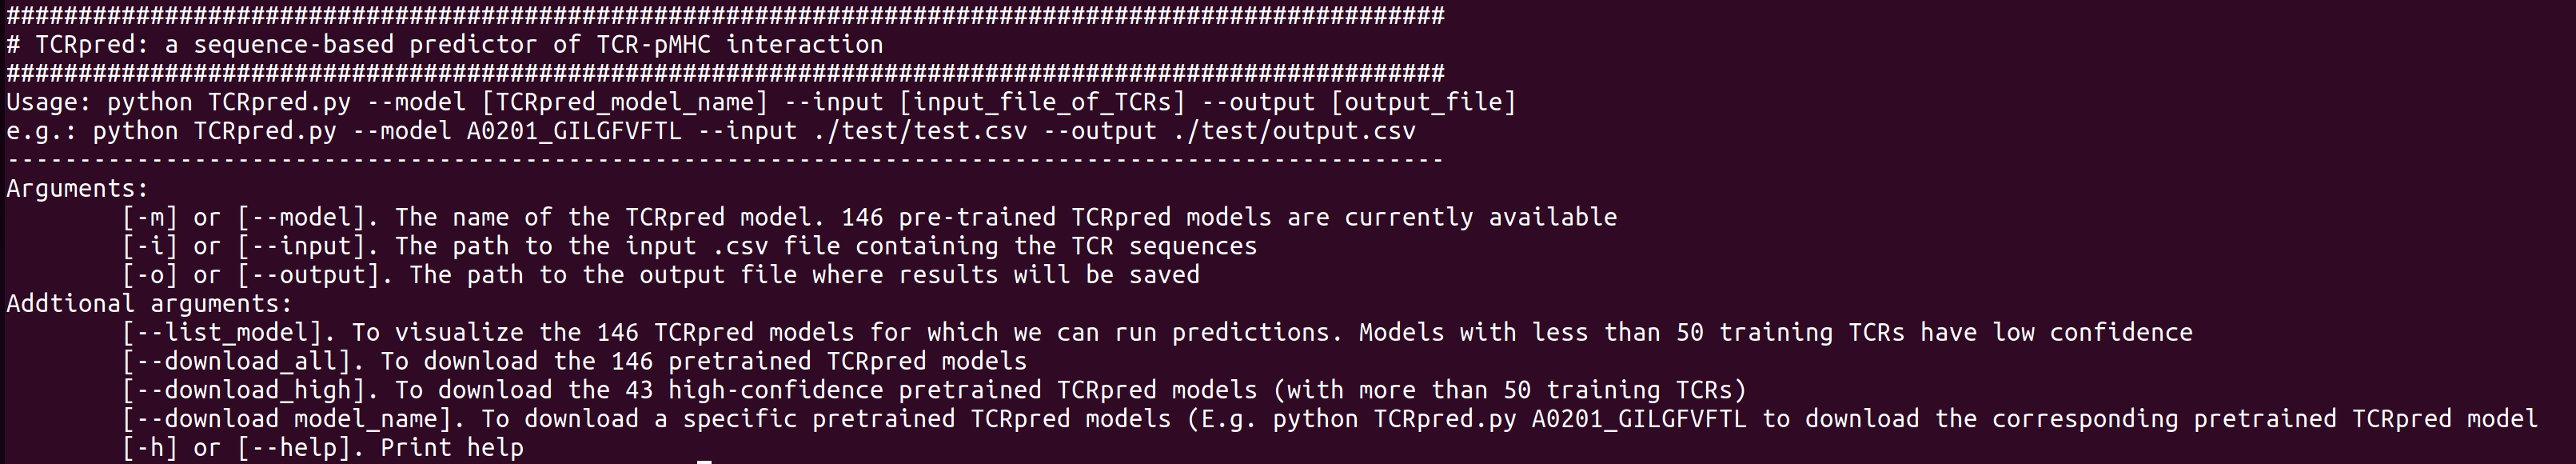 ####################################################################################################
# TCRpred: a sequence-based predictor of TCR-pMHC interaction
####################################################################################################
Usage: python TCRpred.py --model [TCRpred_model_name] --input [input_file_of_TCRs] --output [output_file]
e.g.: python TCRpred.py --model A0201_GILGFVFTL --input ./test/test.csv --output ./test/output.csv
----------------------------------------------------------------------------------------------------
Arguments:
[-m] or [--model]. The name of the TCRpred model. 146 pre-trained TCRpred models are currently available
[-i] or [--input]. The path to the input .csv file containing the TCR sequences
[-o] or [--output]. The path to the output file where results will be saved
Addtional arguments:
[--list_model]. To visualize the 146 TCRpred models for which we can run predictions. Models with less than 50 training TCRs have low confidence
[--download_all]. To download the 146 pretrained TCRpred models
[--download_high]. To download the 43 high-confidence pretrained TCRpred models (with more than 50 training TCRs)
[--download model_name]. To download a specific pretrained TCRpred models (E.g. python TCRpred.py A0201_GILGFVFTL to download the corresponding pretrained TCRpred model
[-h] or [--help]. Print help